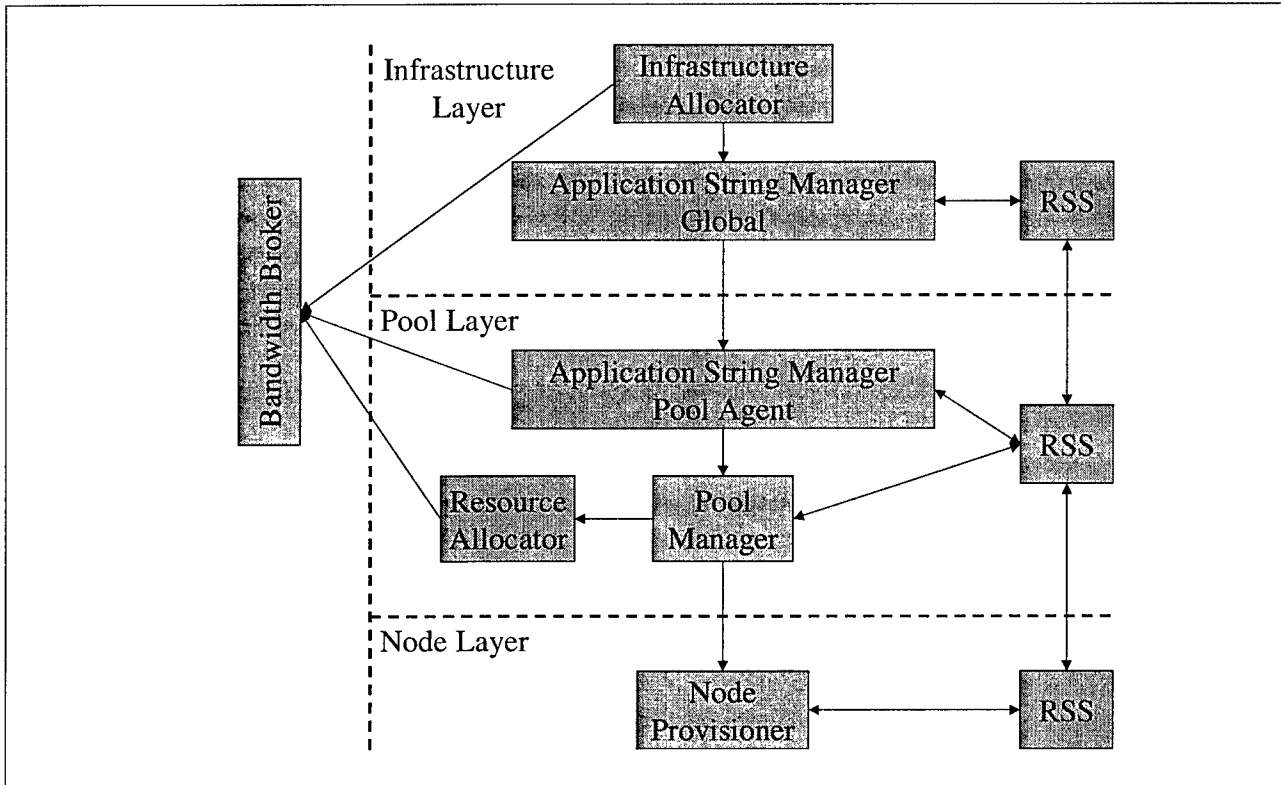 Infrastructure
Layer
Infrastructure
Allocator
Application String Manager
Global
RSS
Bandwidth Broker
Pool Layer
Application String Manager
Pool Agent
RSS
Resource
Allocator
Pool
Manager
Node Layer
Node
Provisioner
RSS